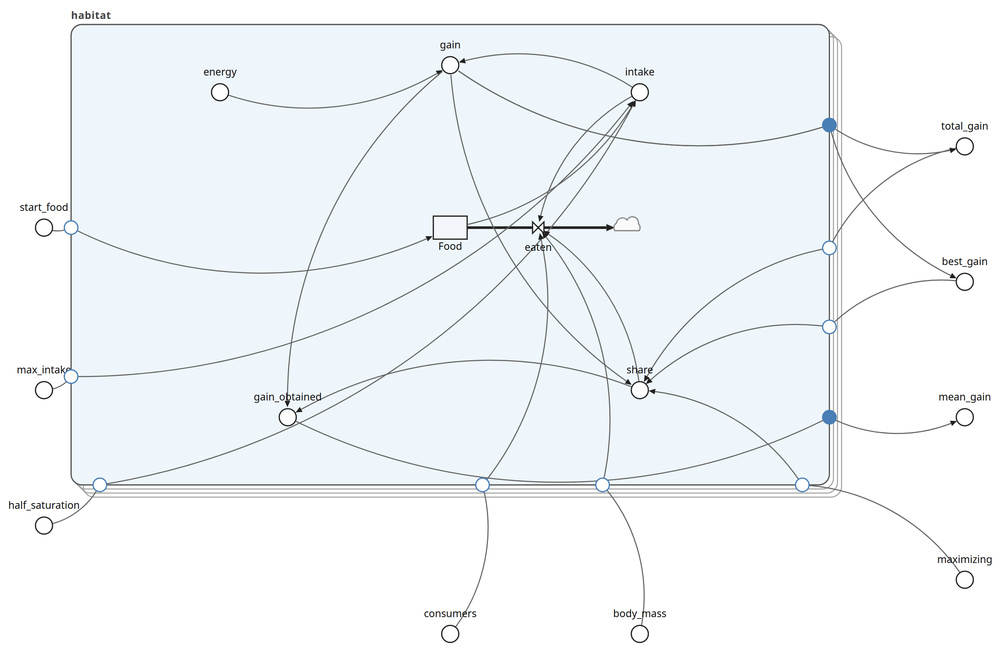 habitat
gain
energy
intake
total_gain
start_food
Food
eaten
best_gain
max_intake
share
gain_obtained
mean_gain
half_saturation
maximizing
consumers
body_mass